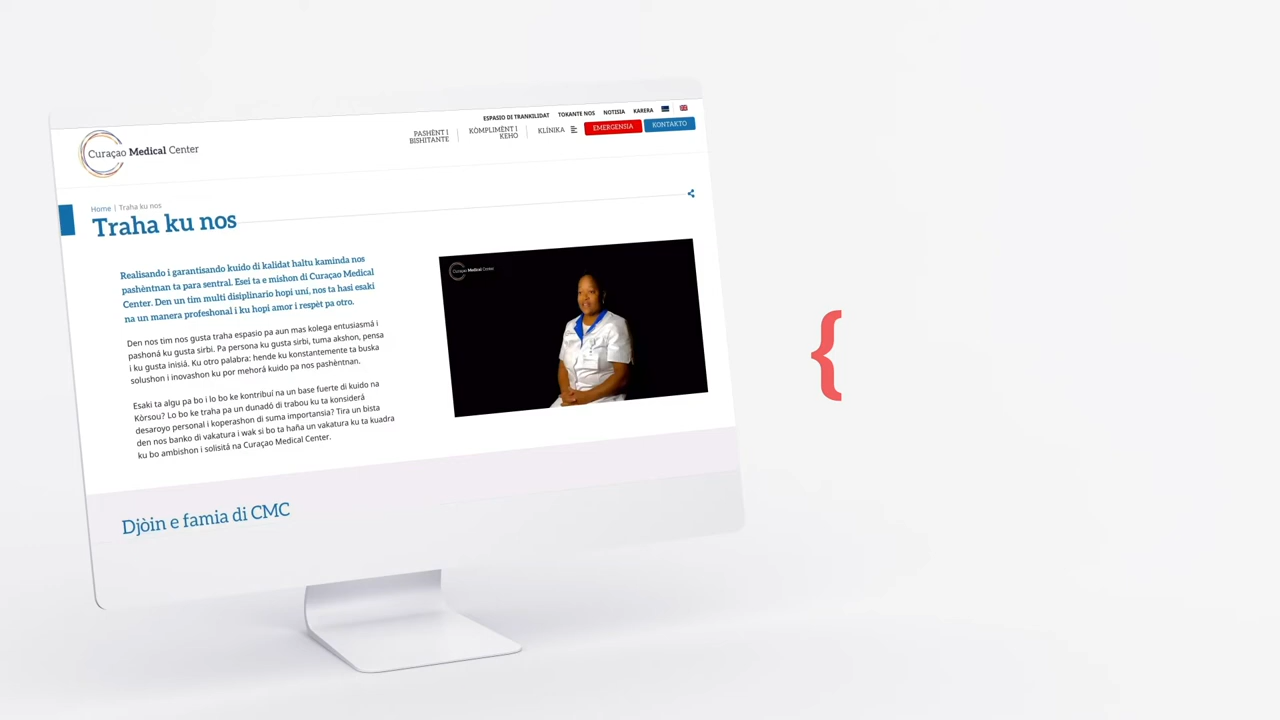 ESPASIO DI TRANKILIDAT TOKANTE NOS NOTISIA KARERA
Curaçao Medical Center
PASHÈNT I
BISHITANTE
KÒMPLIMÈNT I
KEHO
KLÍNIKA
EMERGENSIA
KONTAKTO
Home | Traha ku nos
Traha ku nos
Realisando i garantisando kuido di kalidat haltu kaminda nos
pashèntnan ta para sentral. Esei ta e mishon di Curaçao Medical
Center. Den un tim multi disiplinario hopi uní, nos ta hasi esaki
na un manera profeshonal i ku hopi amor i respèt pa otro.
Den nos tim nos gusta traha espasio pa aun mas kolega entusiasmá i
pashoná ku gusta sirbi. Pa persona ku gusta sirbi, tuma akshon, pensa
i ku gusta inisiá. Ku otro palabra: hende ku konstantemente ta buska
solushon i inovashon ku por mehorá kuido pa nos pashèntnan.
Esaki ta algu pa bo i lo bo ke kontribuí na un base fuerte di kuido na
Kòrsou? Lo bo ke traha pa un dunadó di trabou ku ta konsiderá
desaroyo personal i koperashon di suma importansia? Tira un bista
den nos banko di vakatura i wak si bo ta haña un vakatura ku ta kuadra
ku bo ambishon i solisitá na Curaçao Medical Center.
Curaçao Medical Center
Djòin e famia di CMC
{